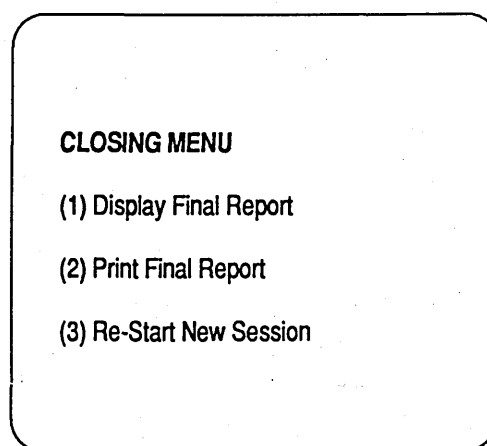 CLOSING MENU
(1) Display Final Report
(2) Print Final Report
(3) Re-Start New Session